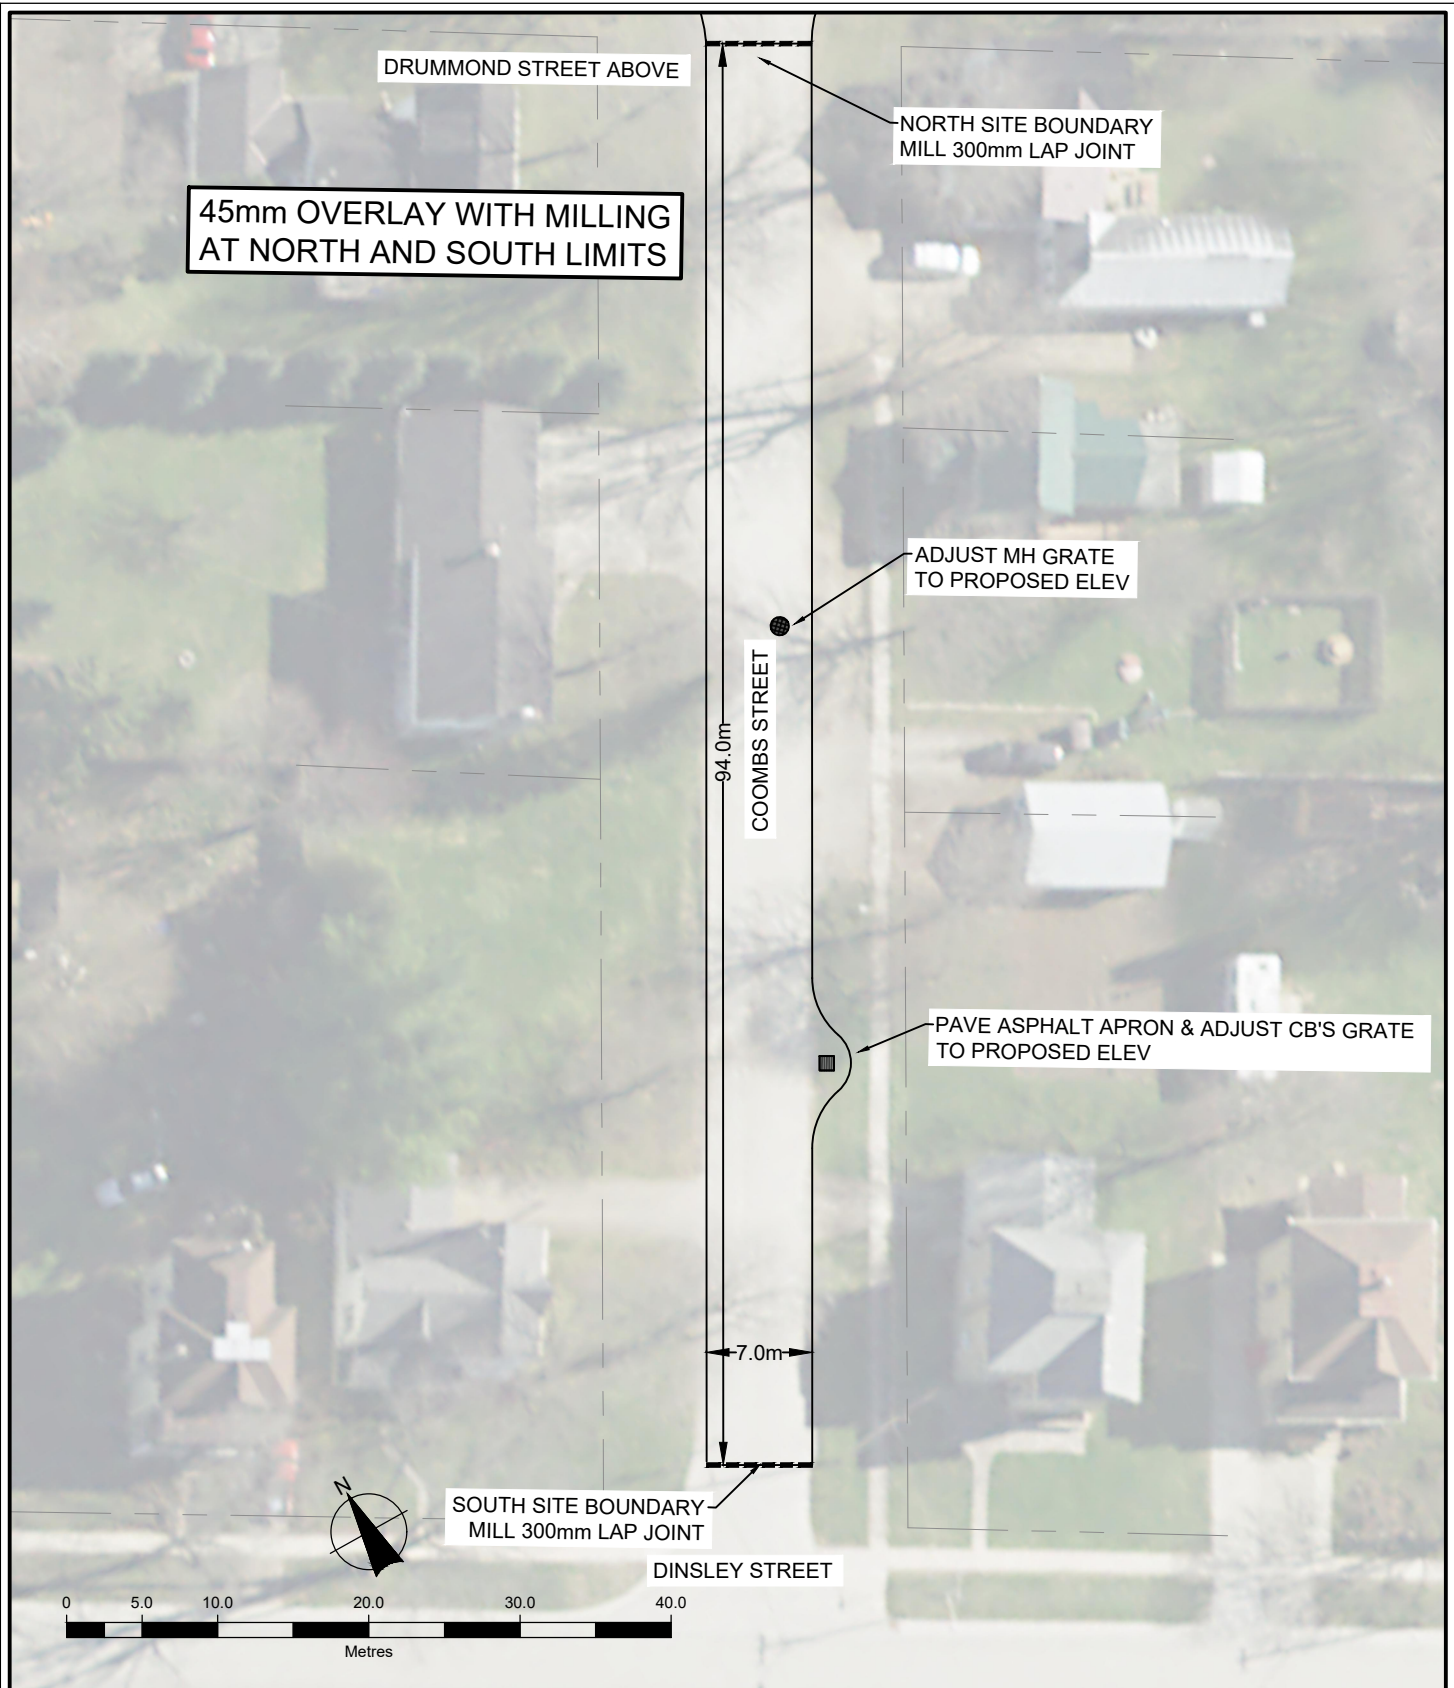 DRUMMOND STREET ABOVE
NORTH SITE BOUNDARY
MILL 300mm LAP JOINT
45mm OVERLAY WITH MILLING
AT NORTH AND SOUTH LIMITS
ADJUST MH GRATE
TO PROPOSED ELEV
COOMBS STREET
94.0m
PAVE ASPHALT APRON & ADJUST CB'S GRATE
TO PROPOSED ELEV
7.0m
N
SOUTH SITE BOUNDARY
MILL 300mm LAP JOINT
DINSLEY STREET
0 5.0 10.0 20.0 30.0 40.0
Metres